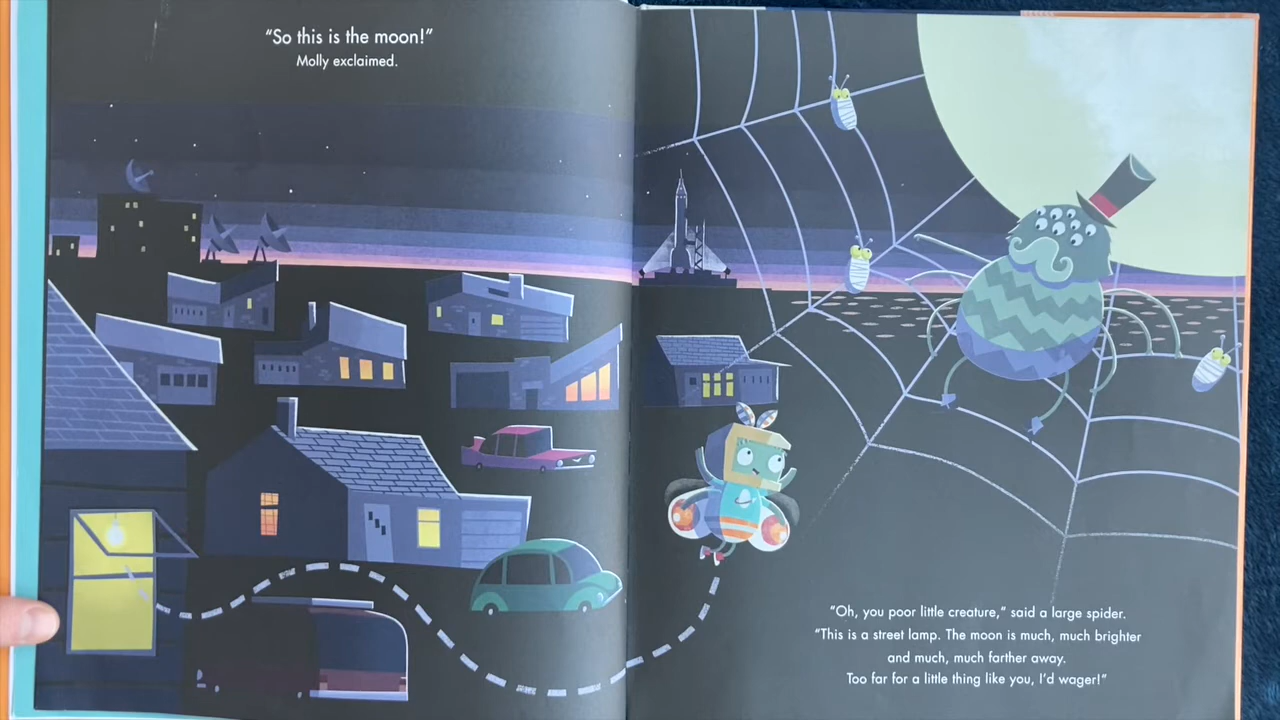 “So this is the moon!”
Molly exclaimed.
“Oh, you poor little creature,” said a large spider.
“This is a street lamp. The moon is much, much brighter
and much, much farther away.
Too far for a little thing like you, I’d wager!”